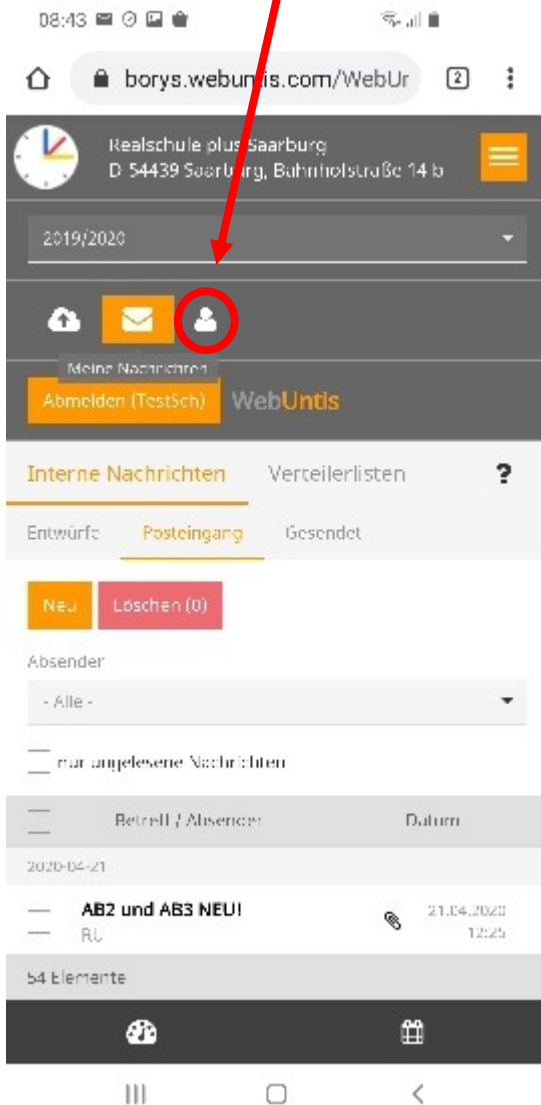 08:43
borys.webuntis.com/WebUr
2
Realschule plus Saarburg
D 54439 Saarburg, Bahnhofstraße 14 b
2019/2020
Meine Nachrichten
Abmelden (TestSch)
WebUntis
Interne Nachrichten Verteilerlisten ?
Entwürfe Posteingang Gesendet
Neu Löschen (0)
Absender
- Alle -
nur ungelesene Nachrichten
Betreff / Absender Datum
2020-04-21
AB2 und AB3 NEU! 21.04.2020
RU 12:25
54 Elemente